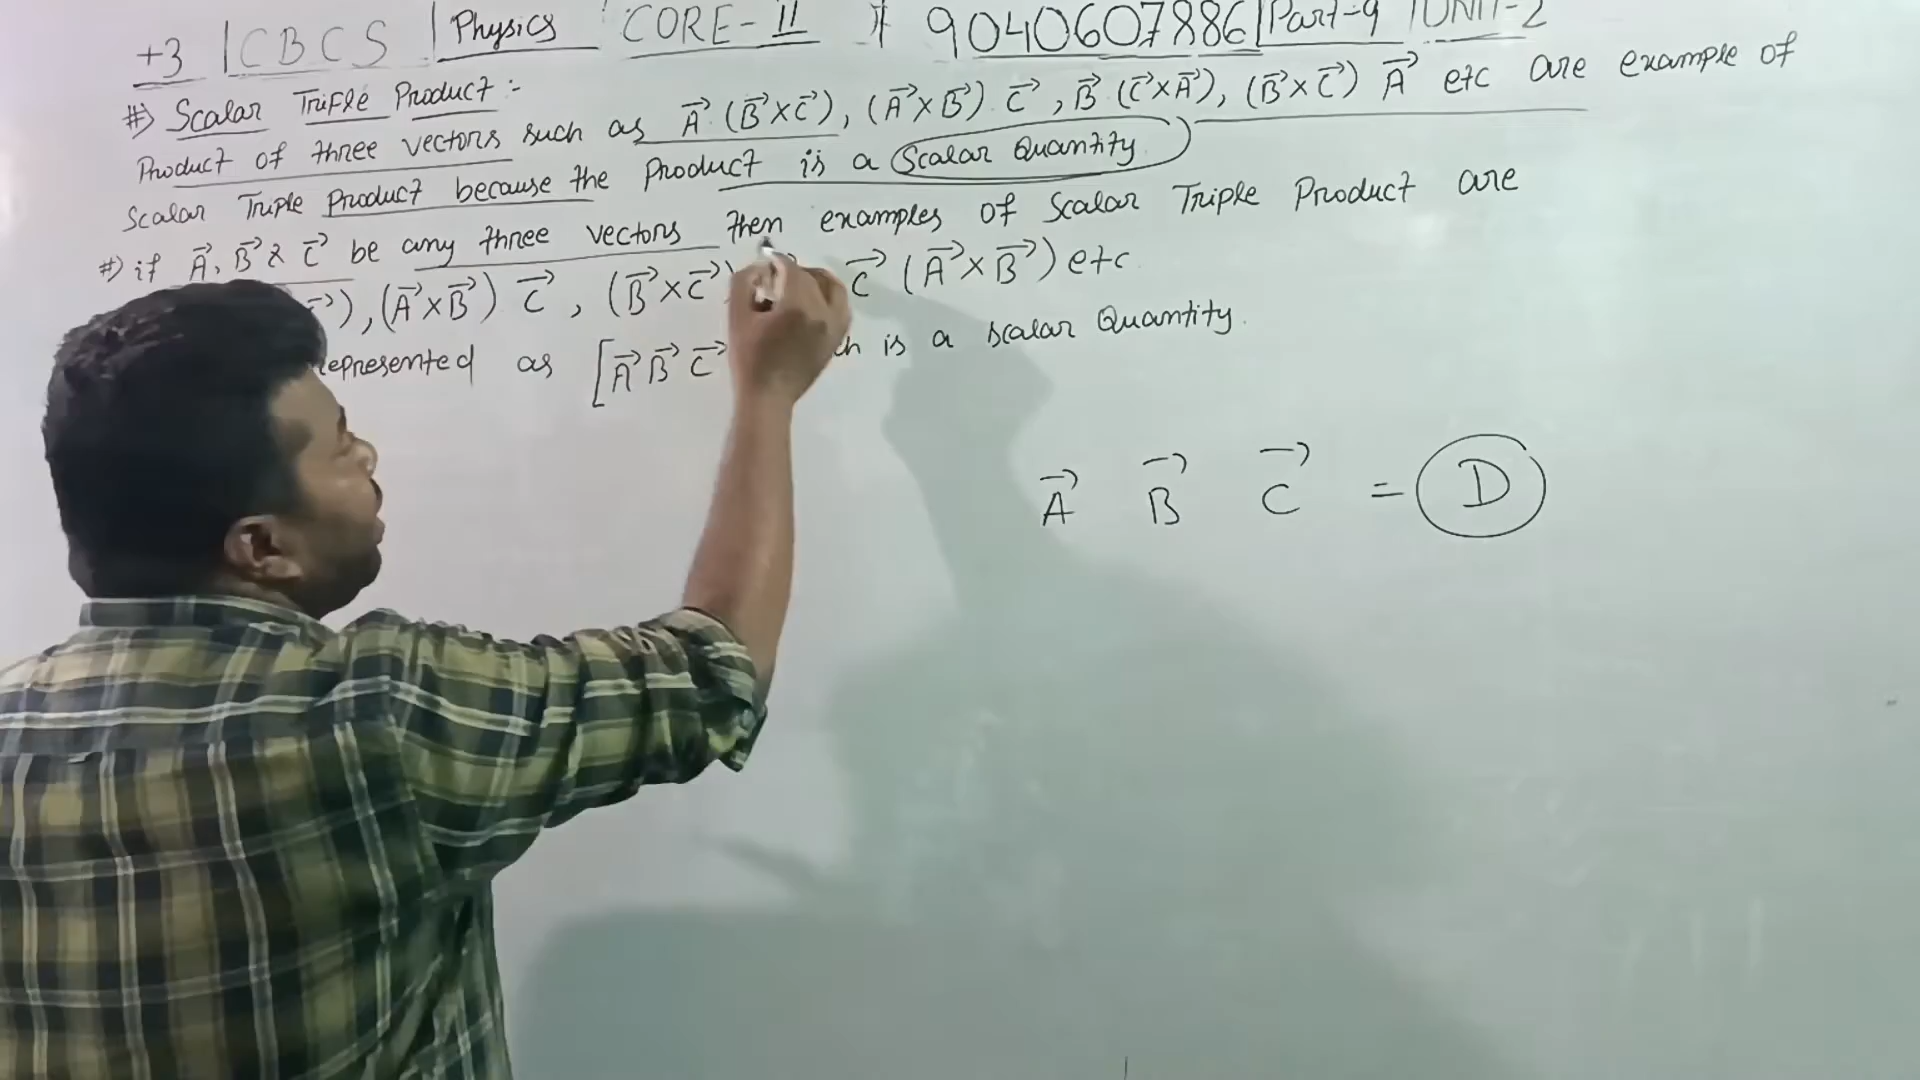 +3 | CBCS | Physics CORE-II 9040607886 | Part-9 | UNIT-2
#) Scalar Trifle Product :-
Product of three vectors such as A⃗ . (B⃗ × C⃗), (A⃗ × B⃗) . C⃗ , B⃗ . (C⃗ × A⃗), (B⃗ × C⃗) A⃗ etc are example of
Scalar Triple Product because the Product is a Scalar Quantity
#) if A⃗, B⃗ & C⃗ be any three vectors then examples of Scalar Triple Product are
), (A⃗ × B⃗) C⃗ , (B⃗ × C⃗) C⃗ (A⃗ × B⃗) etc
represented as [A⃗ B⃗ C⃗ is a scalar Quantity.
A⃗ B⃗ C⃗ = D